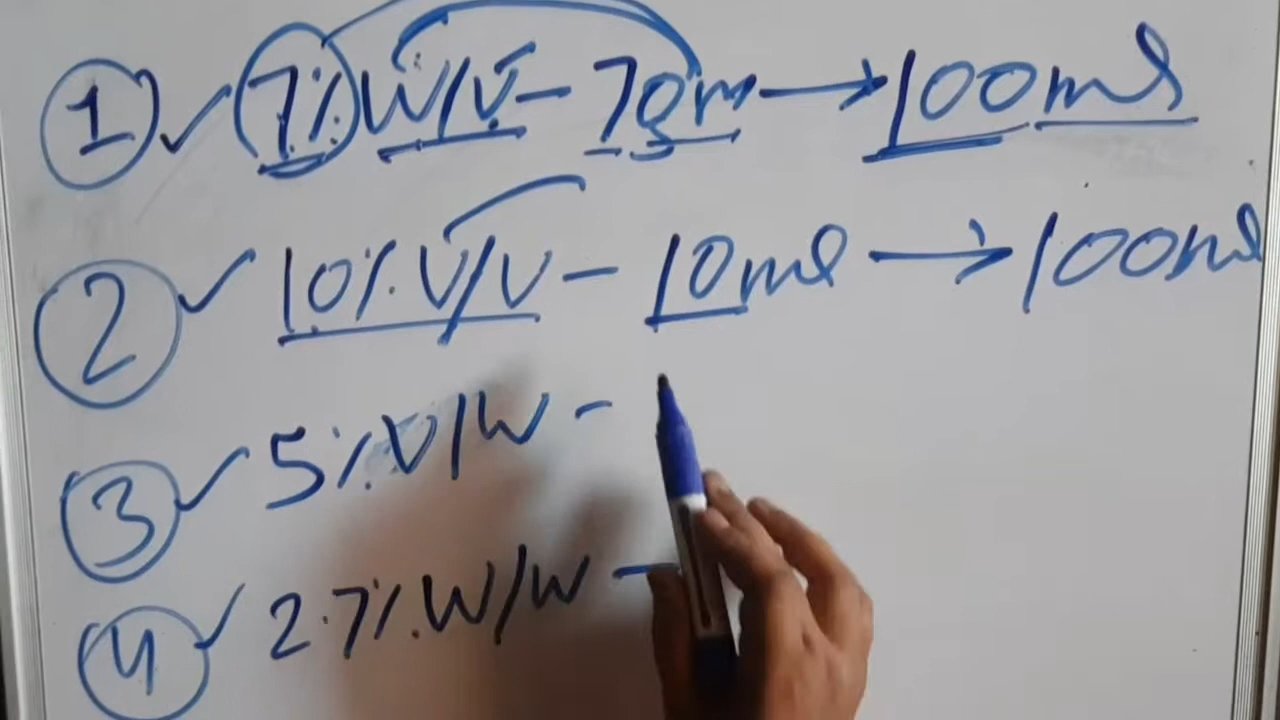 1 ✓ 7% W/V - 7gm → 100ml
2 ✓ 10% V/V - 10ml → 100ml
3 ✓ 5% V/W -
4 ✓ 2.7% W/W -